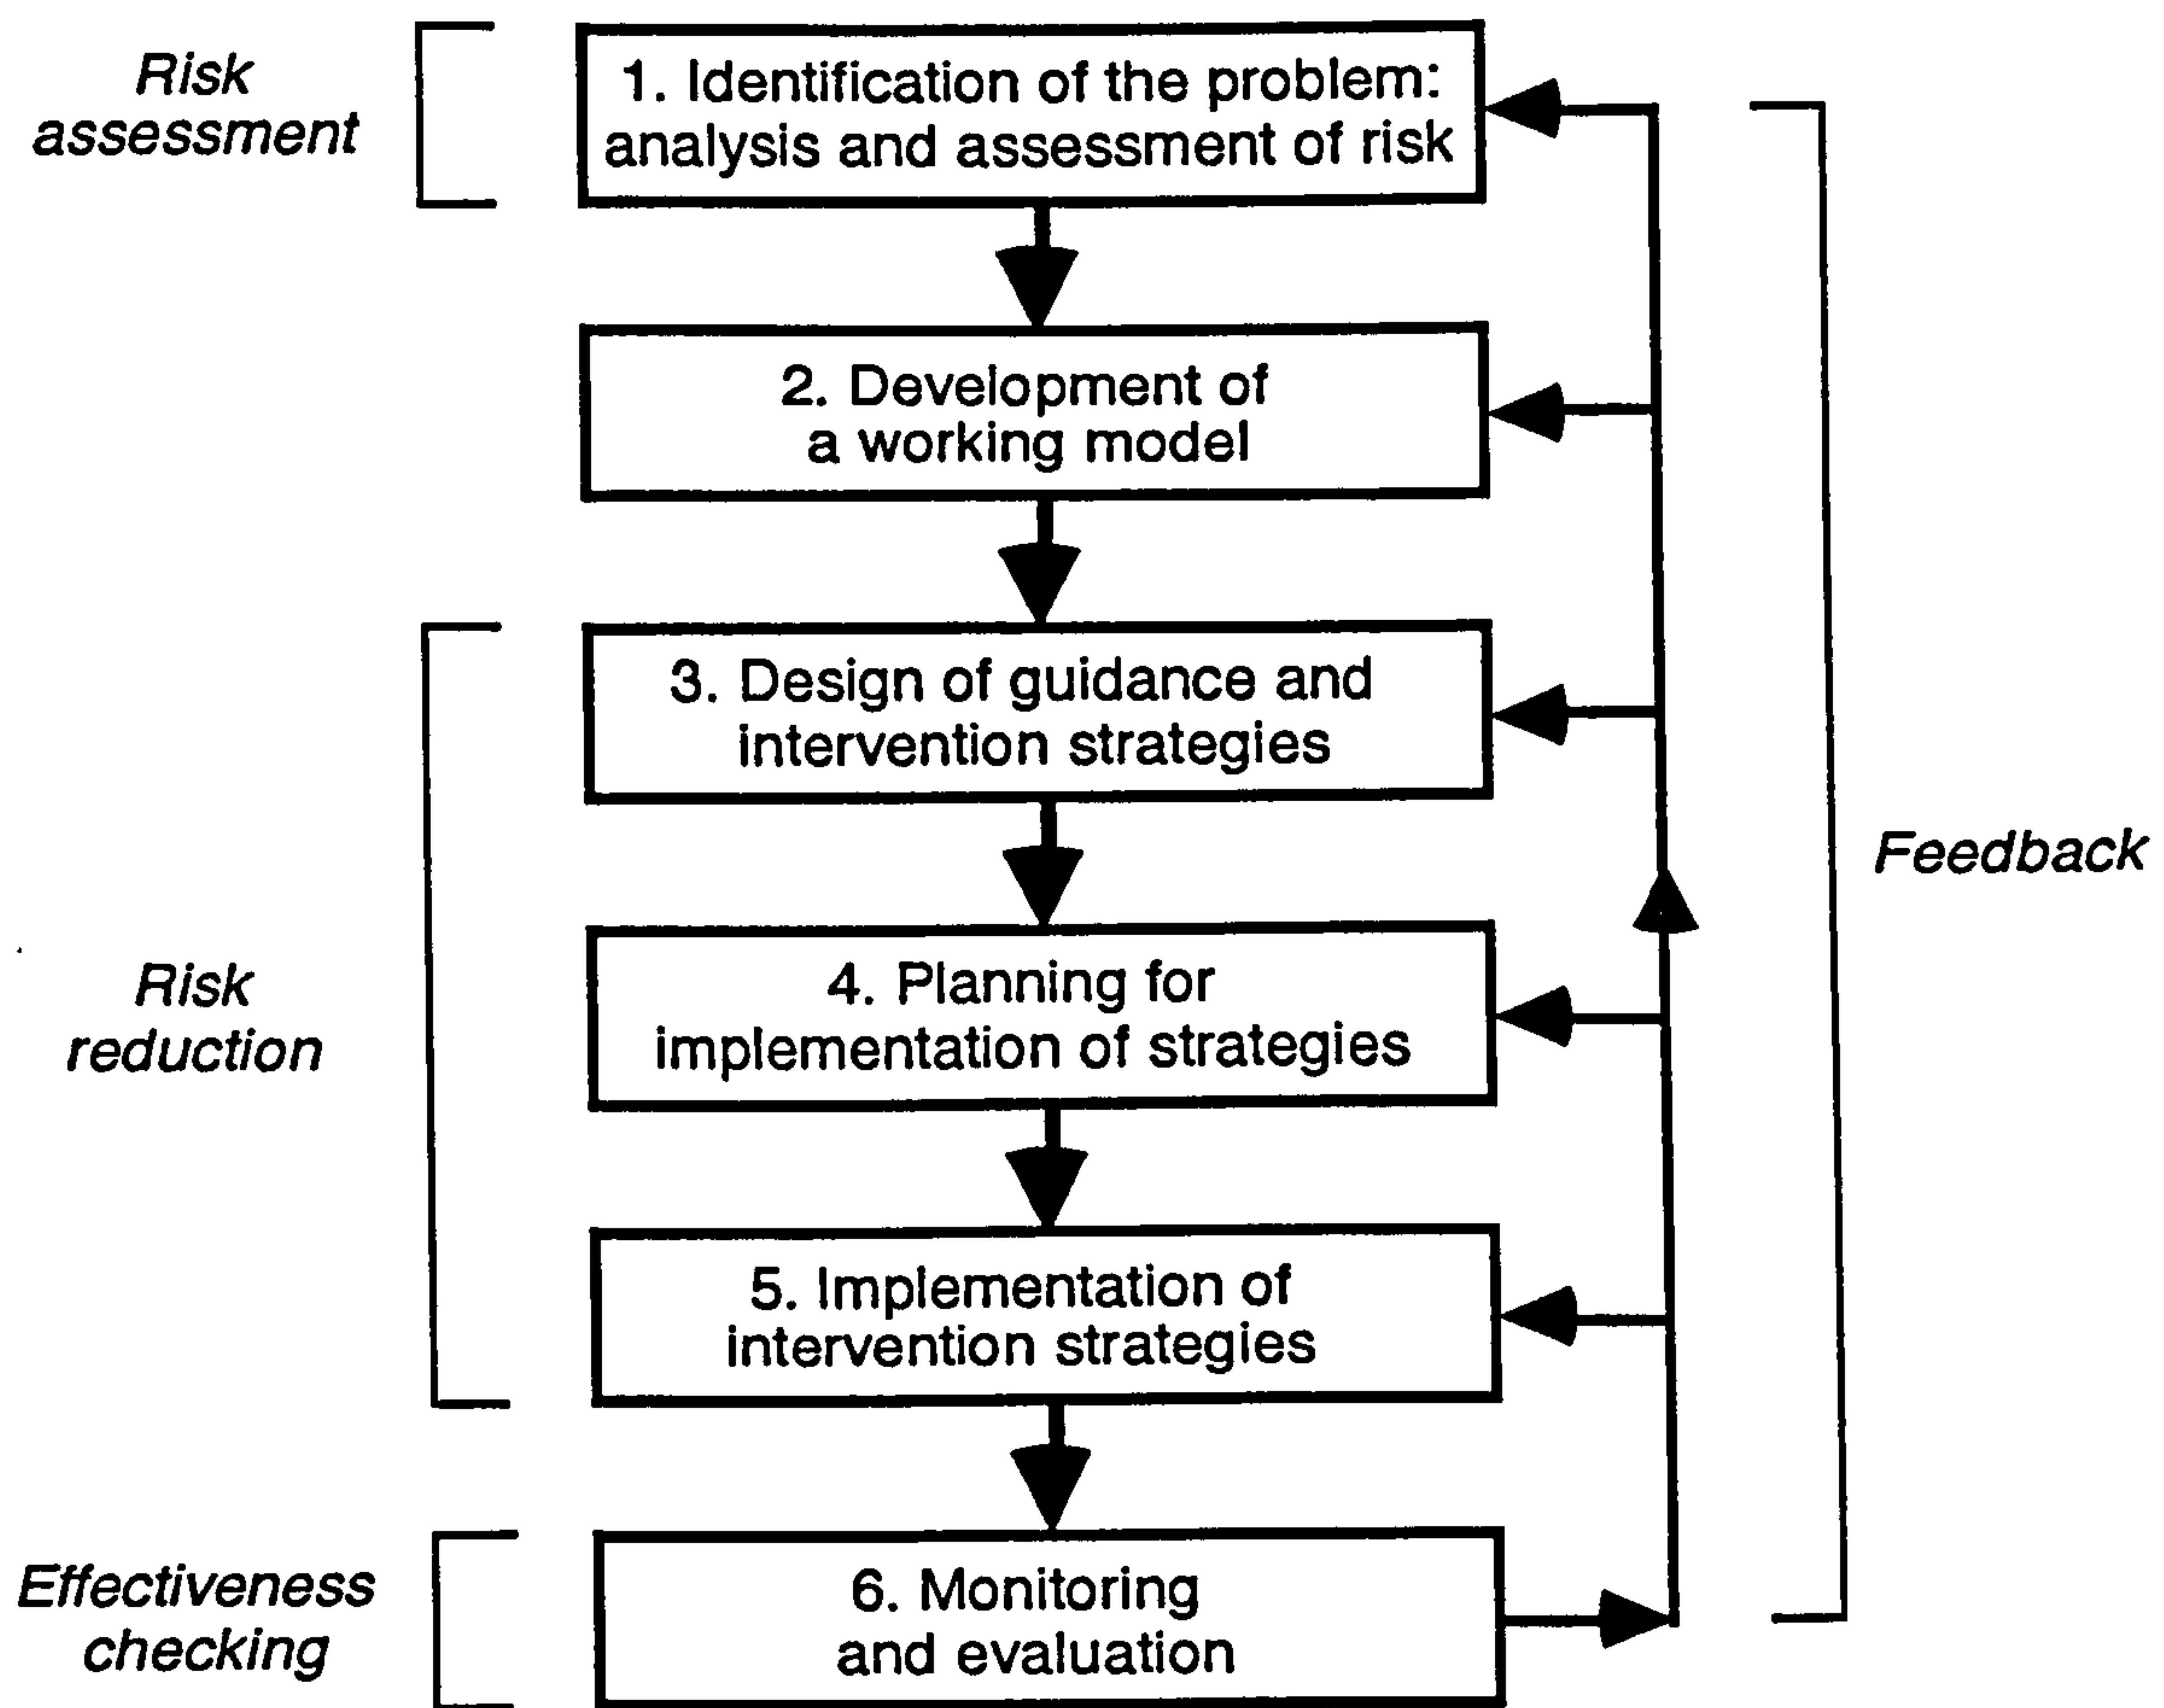 Risk
assessment
1. Identification of the problem:
analysis and assessment of risk
2. Development of
a working model
3. Design of guidance and
intervention strategies
Feedback
Risk
reduction
4. Planning for
implementation of strategies
5. Implementation of
intervention strategies
Effectiveness
checking
6. Monitoring
and evaluation